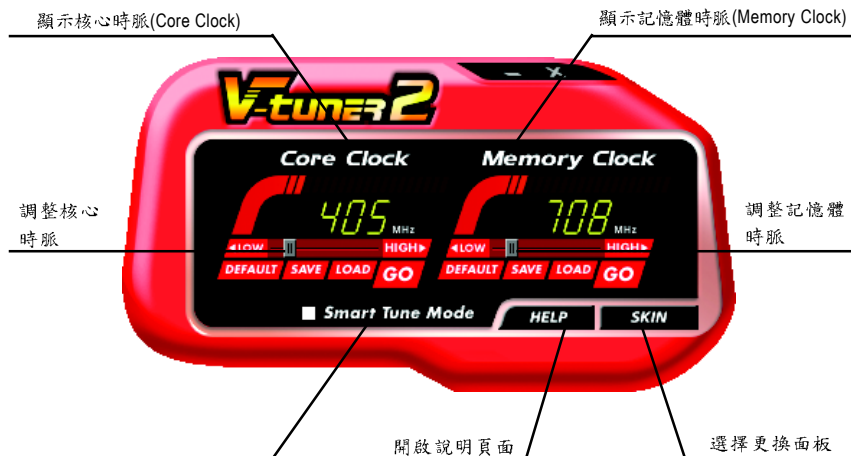 顯示核心時脈(Core Clock)
顯示記憶體時脈(Memory Clock)
V-tuner 2
Core Clock
Memory Clock
405 MHz
708 MHz
調整核心
時脈
調整記憶體
時脈
LOW HIGH
LOW HIGH
DEFAULT SAVE LOAD GO
DEFAULT SAVE LOAD GO
Smart Tune Mode
HELP
SKIN
開啟說明頁面
選擇更換面板